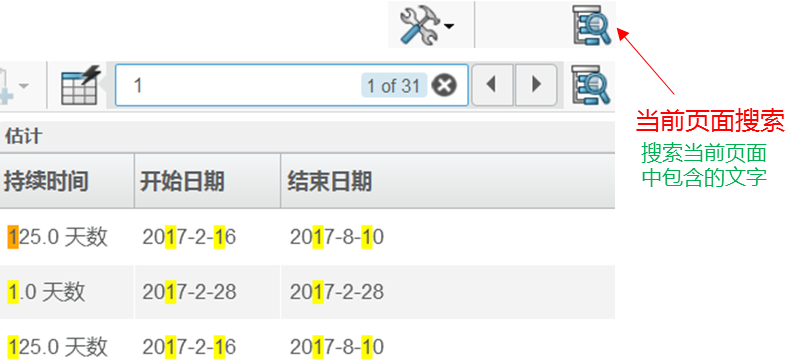 1 1 of 31
当前页面搜索
搜索当前页面
中包含的文字
估计
持续时间 开始日期 结束日期
125.0 天数 2017-2-16 2017-8-10
1.0 天数 2017-2-28 2017-2-28
125.0 天数 2017-2-16 2017-8-10